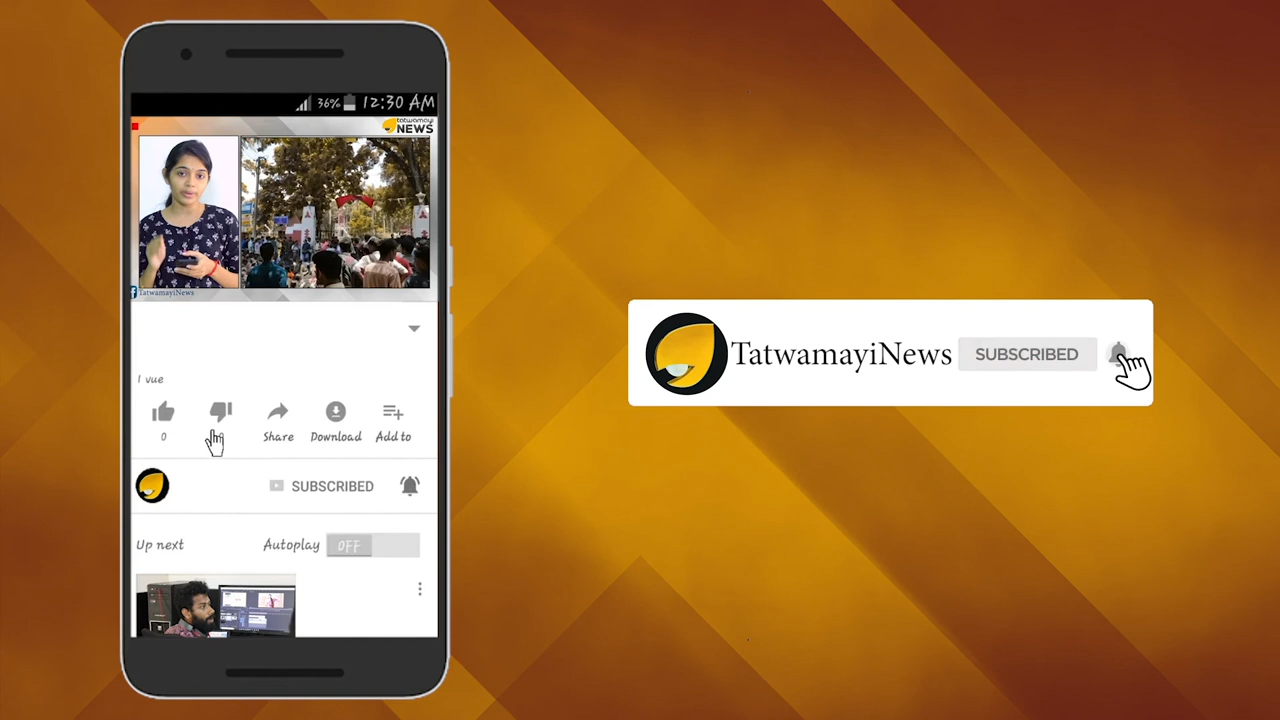 36% 12:30 AM
tatwamayi
NEWS
TatwamayiNews
1 vue
0
Share
Download
Add to
SUBSCRIBED
Up next
Autoplay
OFF
TatwamayiNews
SUBSCRIBED